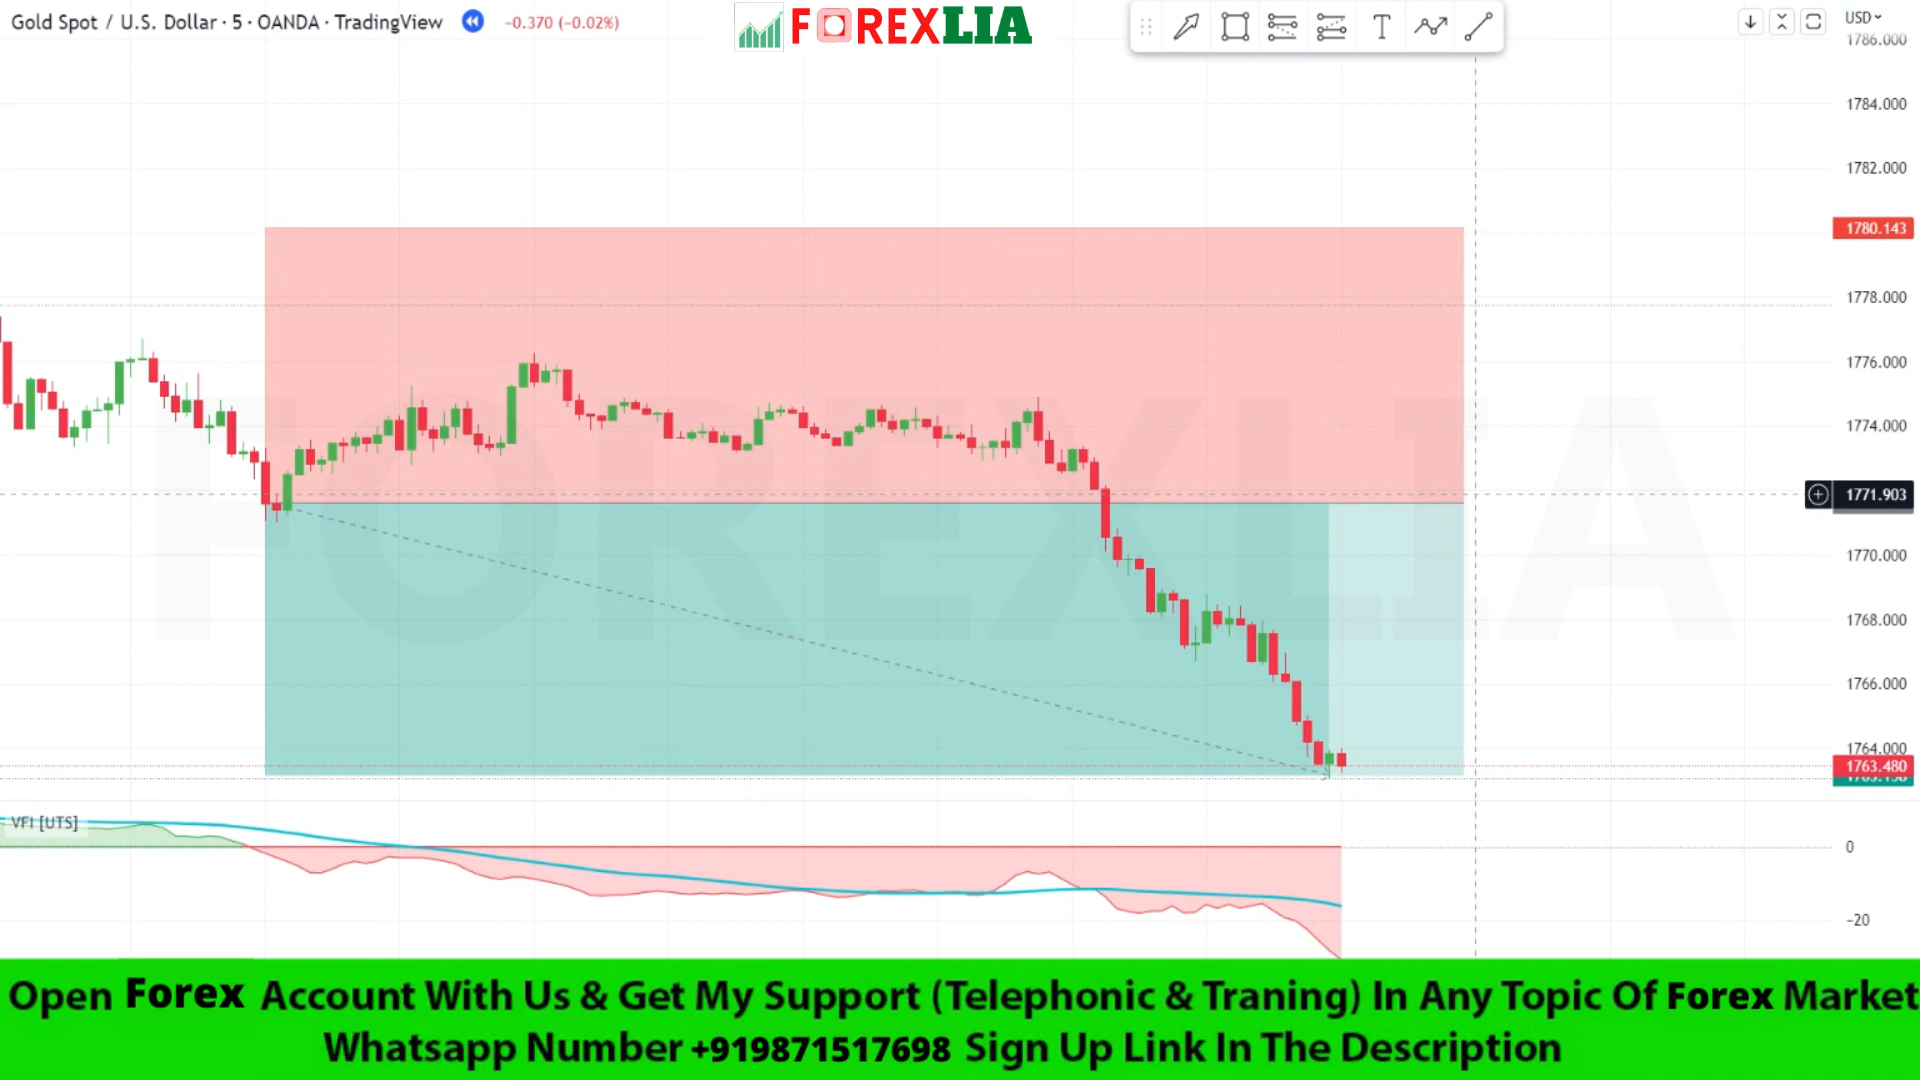 Gold Spot / U.S. Dollar · 5 · OANDA · TradingView
-0.370 (-0.02%)
FOREXLIA
T
USD
1786.000
1784.000
1782.000
1780.143
1778.000
1776.000
1774.000
1771.903
1770.000
1768.000
1766.000
1764.000
1763.480
FOREXLIA
VFI [UTS]
0
-20
Open Forex Account With Us & Get My Support (Telephonic & Traning) In Any Topic Of Forex Market
Whatsapp Number +919871517698 Sign Up Link In The Description